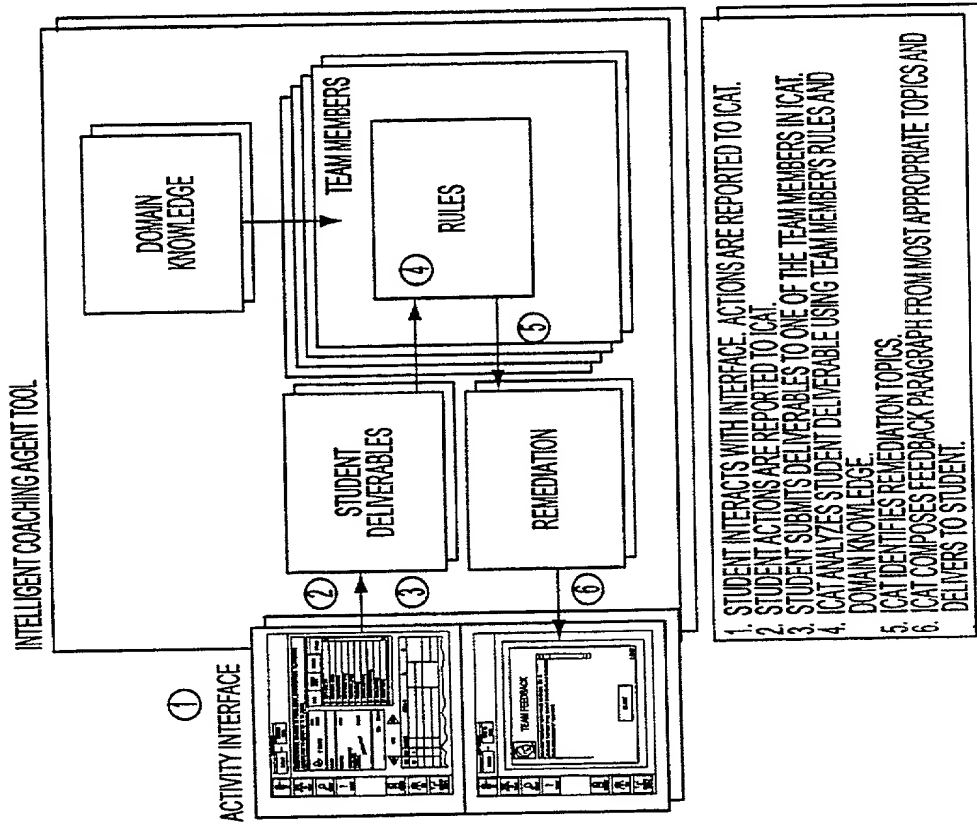 INTELLIGENT COACHING AGENT TOOL
①
ACTIVITY INTERFACE
TEAM FEEDBACK
②
③
STUDENT
DELIVERABLES
DOMAIN
KNOWLEDGE
TEAM MEMBERS
④
RULES
⑤
REMEDIATION
⑥
1. STUDENT INTERACTS WITH INTERFACE. ACTIONS ARE REPORTED TO ICAT.
2. STUDENT ACTIONS ARE REPORTED TO ICAT.
3. STUDENT SUBMITS DELIVERABLES TO ONE OF THE TEAM MEMBERS IN ICAT.
4. ICAT ANALYZES STUDENT DELIVERABLE USING TEAM MEMBER'S RULES AND
DOMAIN KNOWLEDGE.
5. ICAT IDENTIFIES REMEDIATION TOPICS.
6. ICAT COMPOSES FEEDBACK PARAGRAPH FROM MOST APPROPRIATE TOPICS AND
DELIVERS TO STUDENT.